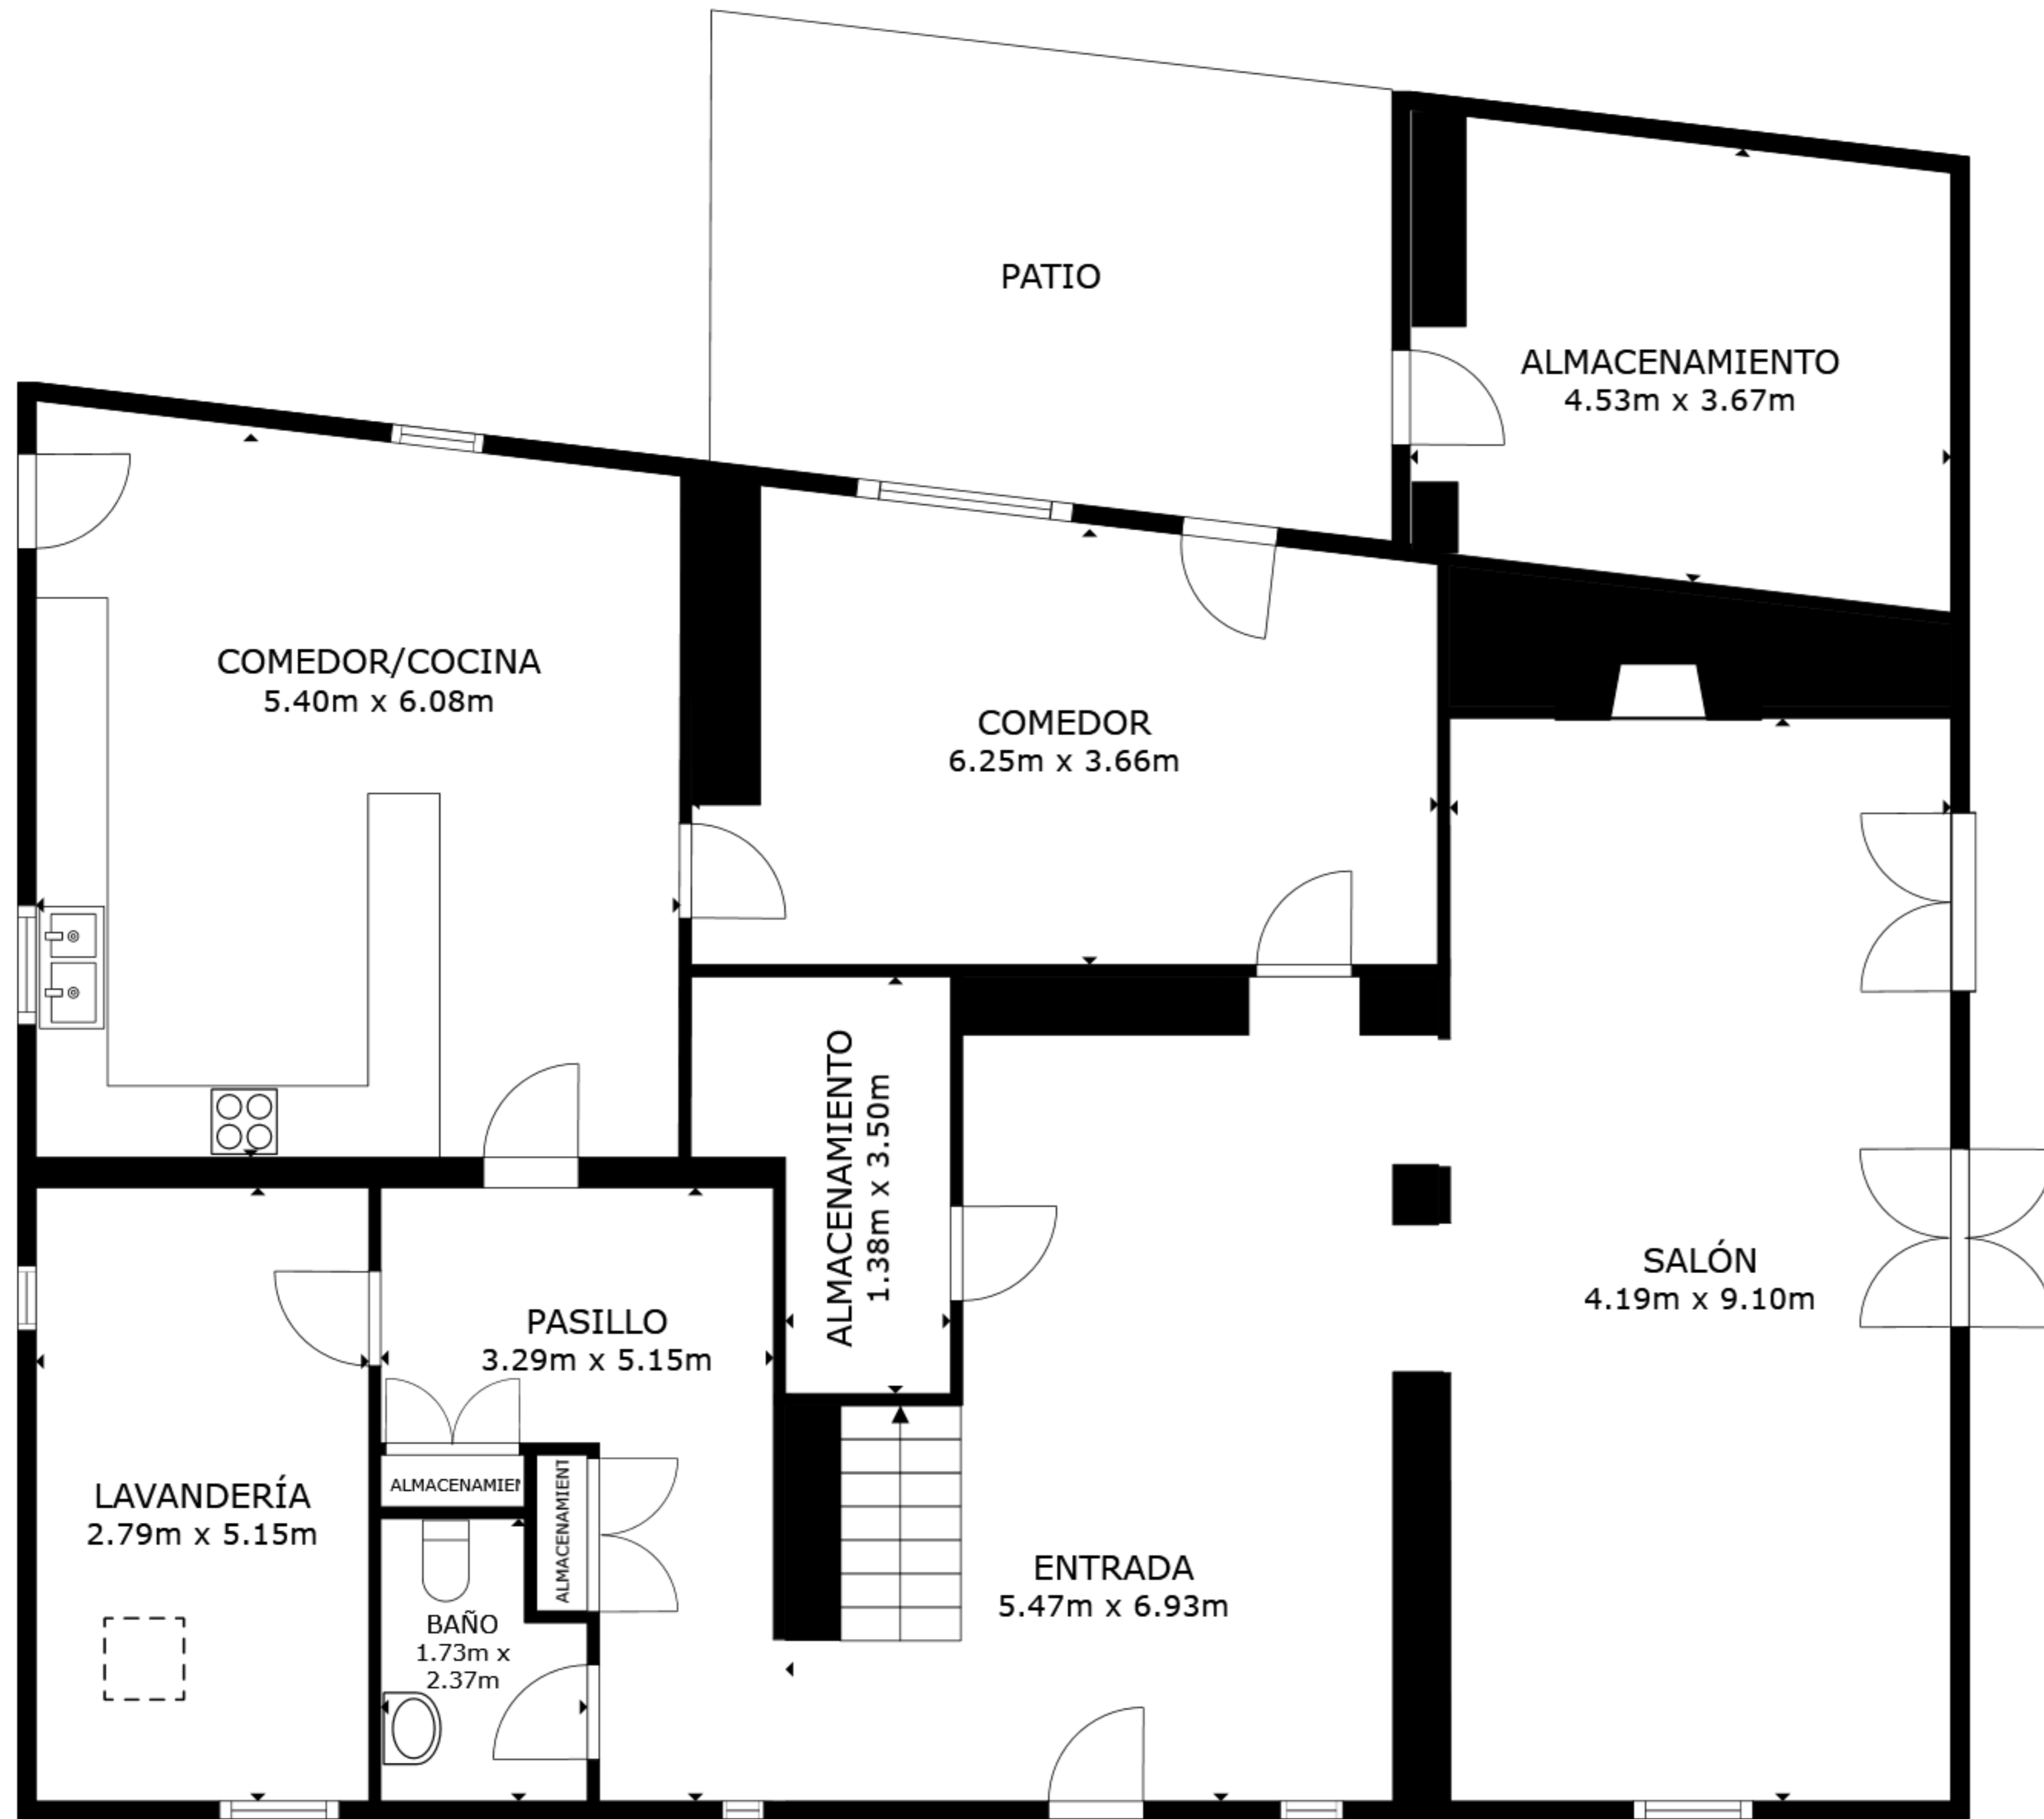 PATIO
ALMACENAMIENTO
4.53m x 3.67m
COMEDOR/COCINA
5.40m x 6.08m
COMEDOR
6.25m x 3.66m
ALMACENAMIENTO
1.38m x 3.50m
SALÓN
4.19m x 9.10m
PASILLO
3.29m x 5.15m
ALMACENAMIEN
ALMACENAMIENT
LAVANDERÍA
2.79m x 5.15m
ENTRADA
5.47m x 6.93m
BAÑO
1.73m x
2.37m